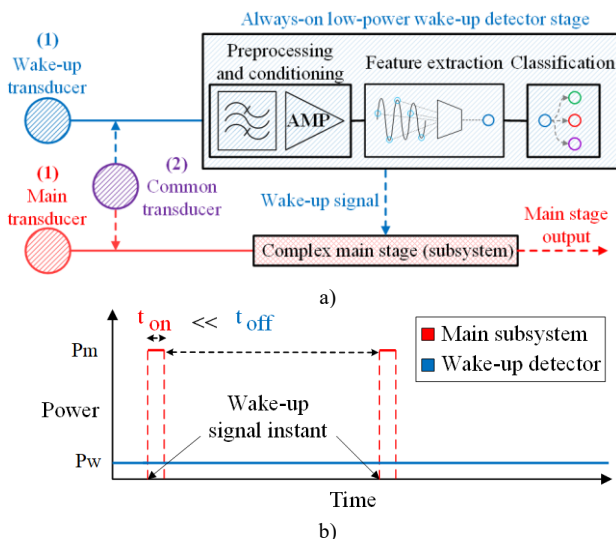 Always-on low-power wake-up detector stage
(1)
Wake-up
transducer
Preprocessing
and conditioning
Feature extraction
Classification
AMP
(1)
Main
transducer
(2)
Common
transducer
Wake-up
signal
Main stage
output
Complex main stage (subsystem)
a)
t on << t off
Main subsystem
Wake-up detector
Pm
Power
Wake-up
signal instant
Pw
Time
b)